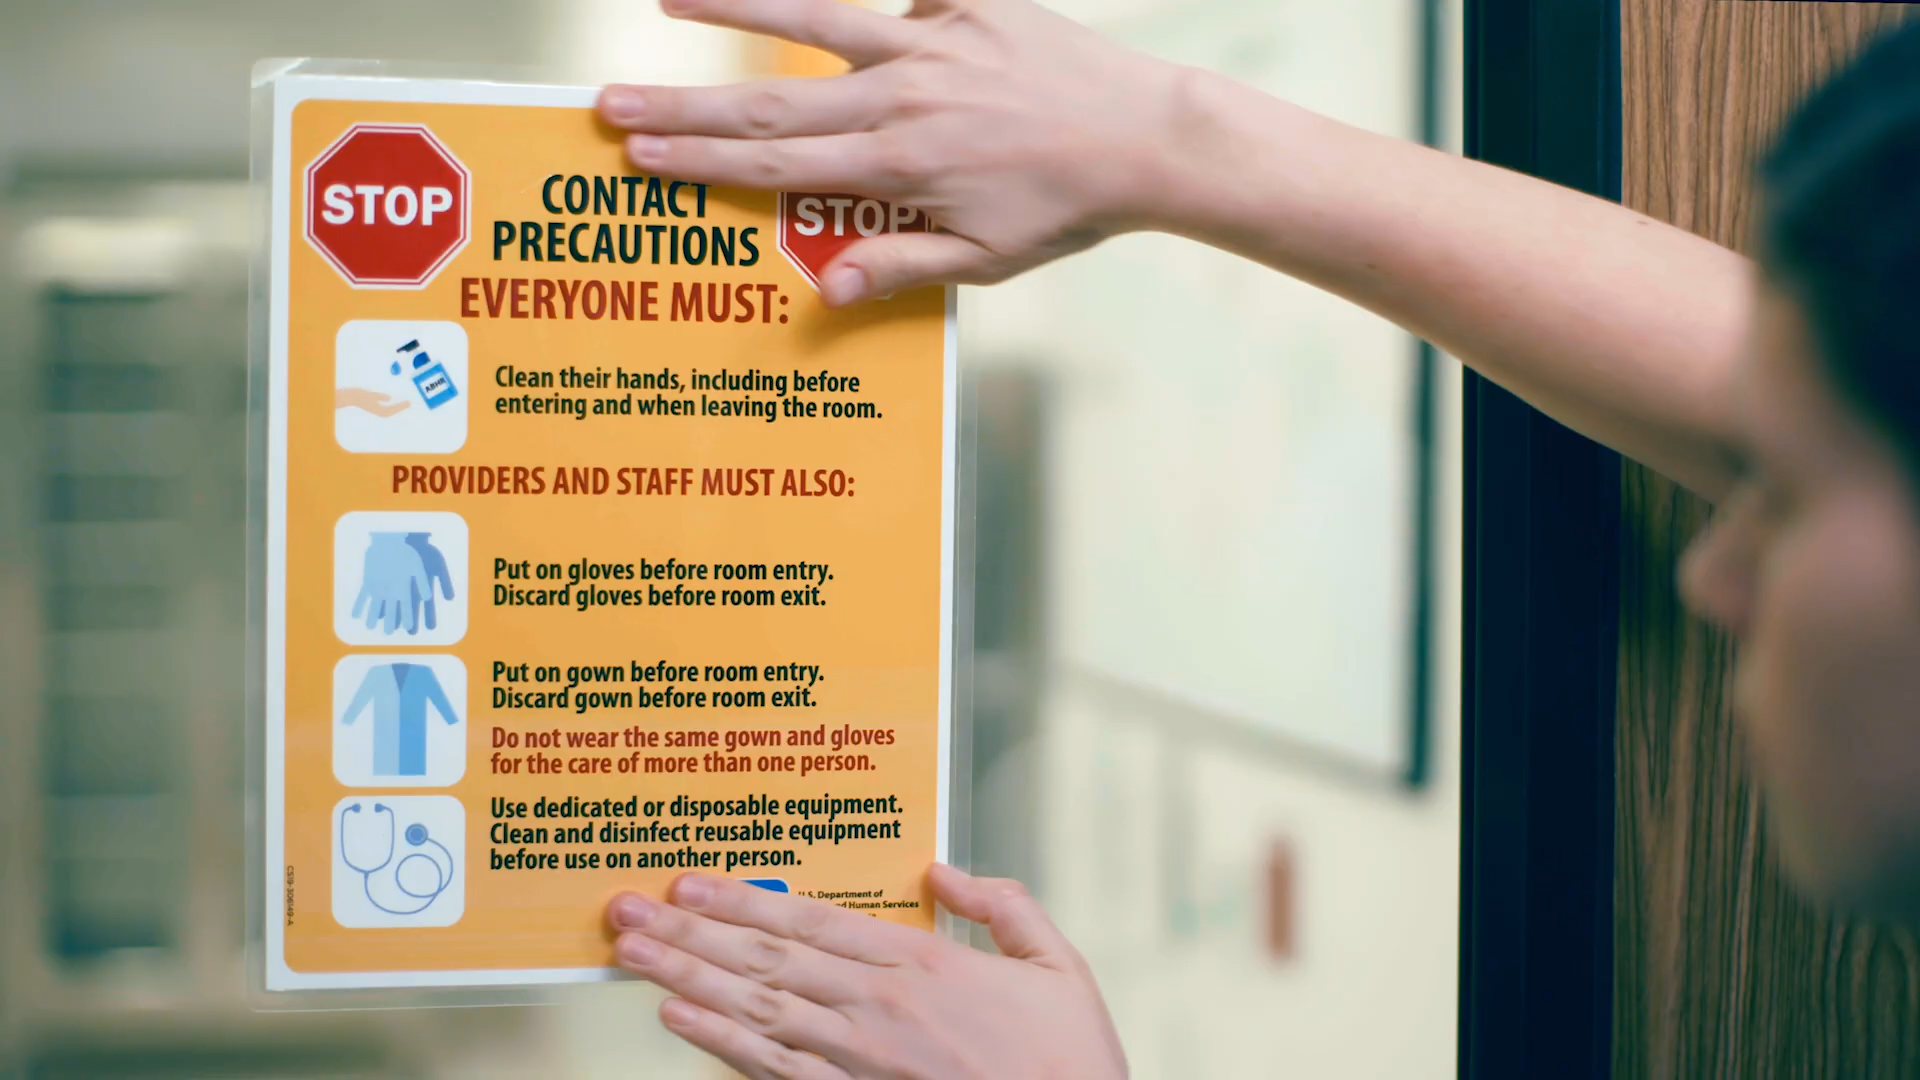 STOP
CONTACT
PRECAUTIONS
STOP
EVERYONE MUST:
ABHR
Clean their hands, including before
entering and when leaving the room.
PROVIDERS AND STAFF MUST ALSO:
Put on gloves before room entry.
Discard gloves before room exit.
Put on gown before room entry.
Discard gown before room exit.
Do not wear the same gown and gloves
for the care of more than one person.
Use dedicated or disposable equipment.
Clean and disinfect reusable equipment
before use on another person.
U.S. Department of
Human Services